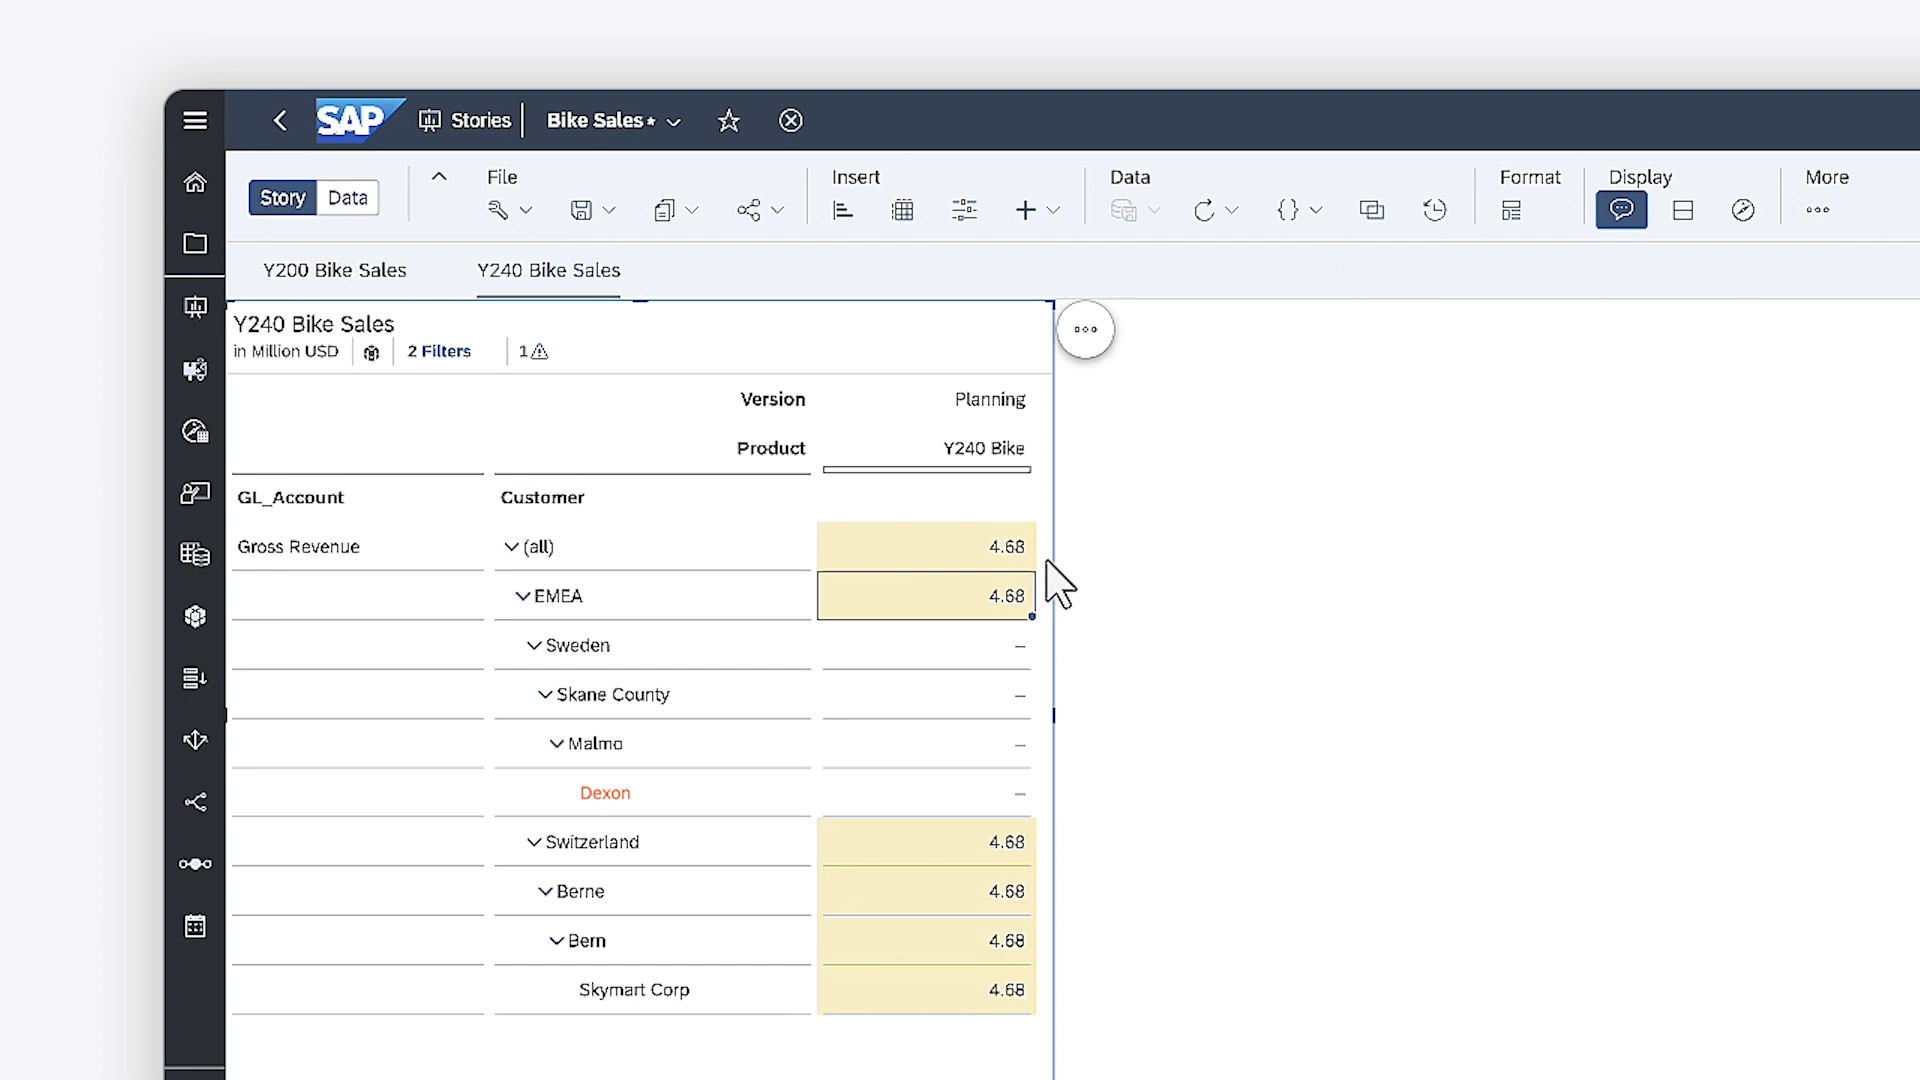 SAP Stories Bike Sales*
Story Data
File
Insert
Data
Format
Display
More
Y200 Bike Sales
Y240 Bike Sales
Y240 Bike Sales
in Million USD 2 Filters 1
Version Planning
Product Y240 Bike
GL_Account Customer
Gross Revenue (all) 4.68
EMEA 4.68
Sweden –
Skane County –
Malmo –
Dexon –
Switzerland 4.68
Berne 4.68
Bern 4.68
Skymart Corp 4.68